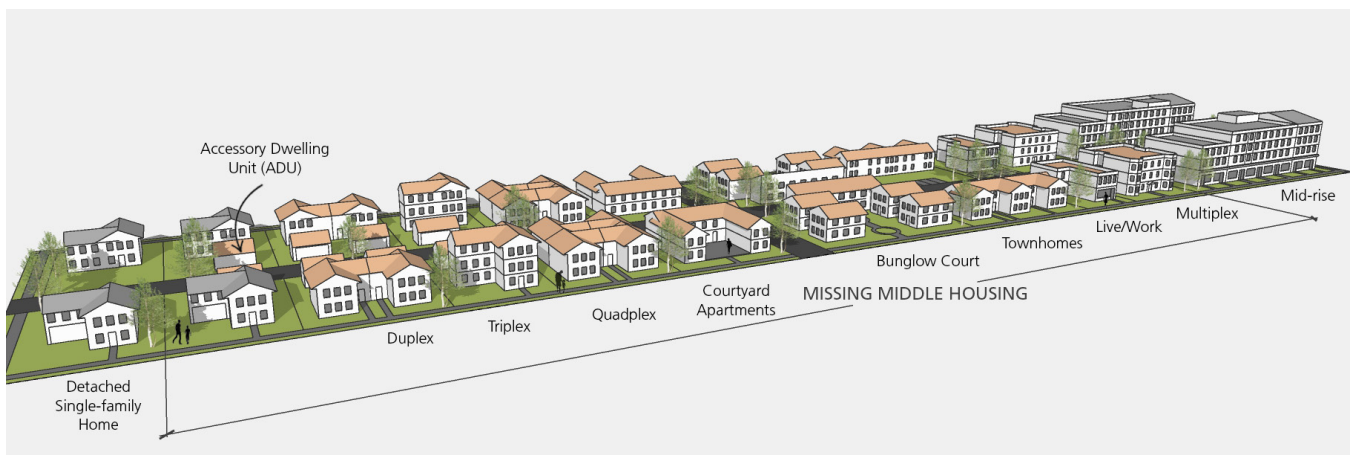 Accessory Dwelling
Unit (ADU)
Detached
Single-family
Home
Duplex
Triplex
Quadplex
Courtyard
Apartments
Bunglow Court
Townhomes
Live/Work
Multiplex
Mid-rise
MISSING MIDDLE HOUSING